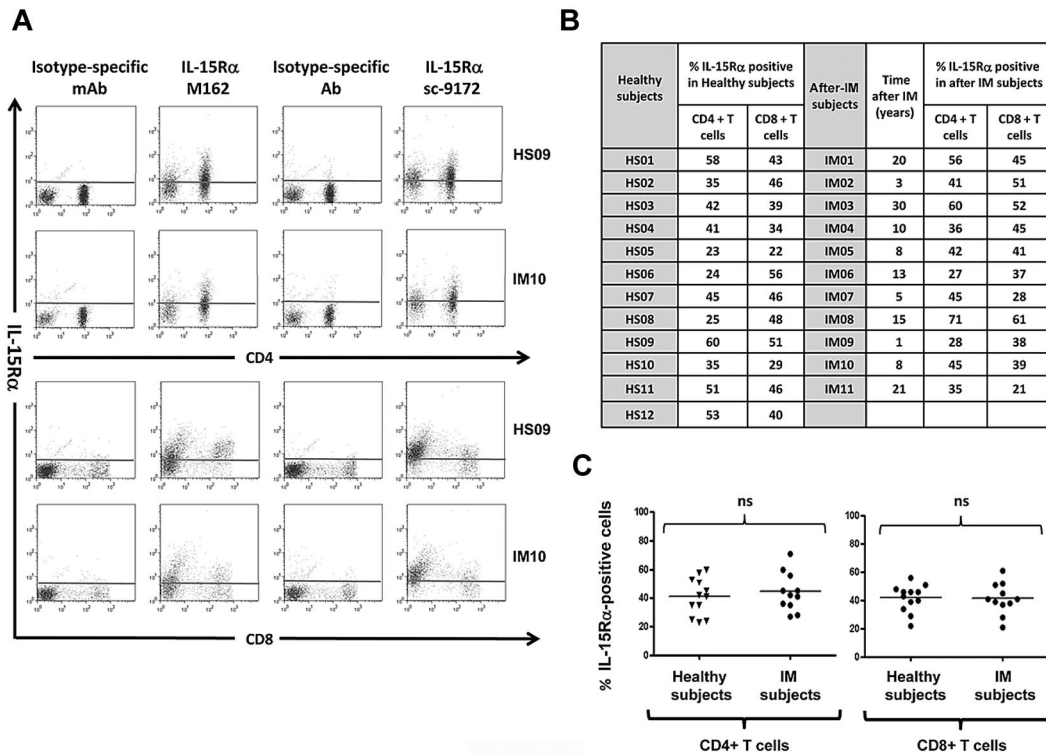 A
Isotype-specific mAb
IL-15Rα M162
Isotype-specific Ab
IL-15Rα sc-9172
HS09
IM10
CD4
HS09
IM10
CD8
IL-15Rα
B
Healthy subjects
% IL-15Rα positive in Healthy subjects
After-IM subjects
Time after IM (years)
% IL-15Rα positive in after IM subjects
CD4 + T cells
CD8 + T cells
CD4 + T cells
CD8 + T cells
HS01 58 43 IM01 20 56 45
HS02 35 46 IM02 3 41 51
HS03 42 39 IM03 30 60 52
HS04 41 34 IM04 10 36 45
HS05 23 22 IM05 8 42 41
HS06 24 56 IM06 13 27 37
HS07 45 46 IM07 5 45 28
HS08 25 48 IM08 15 71 61
HS09 60 51 IM09 1 28 38
HS10 35 29 IM10 8 45 39
HS11 51 46 IM11 21 35 21
HS12 53 40
C
% IL-15Rα-positive cells
ns
100
80
60
40
20
0
Healthy subjects
IM subjects
CD4+ T cells
ns
100
80
60
40
20
0
Healthy subjects
IM subjects
CD8+ T cells